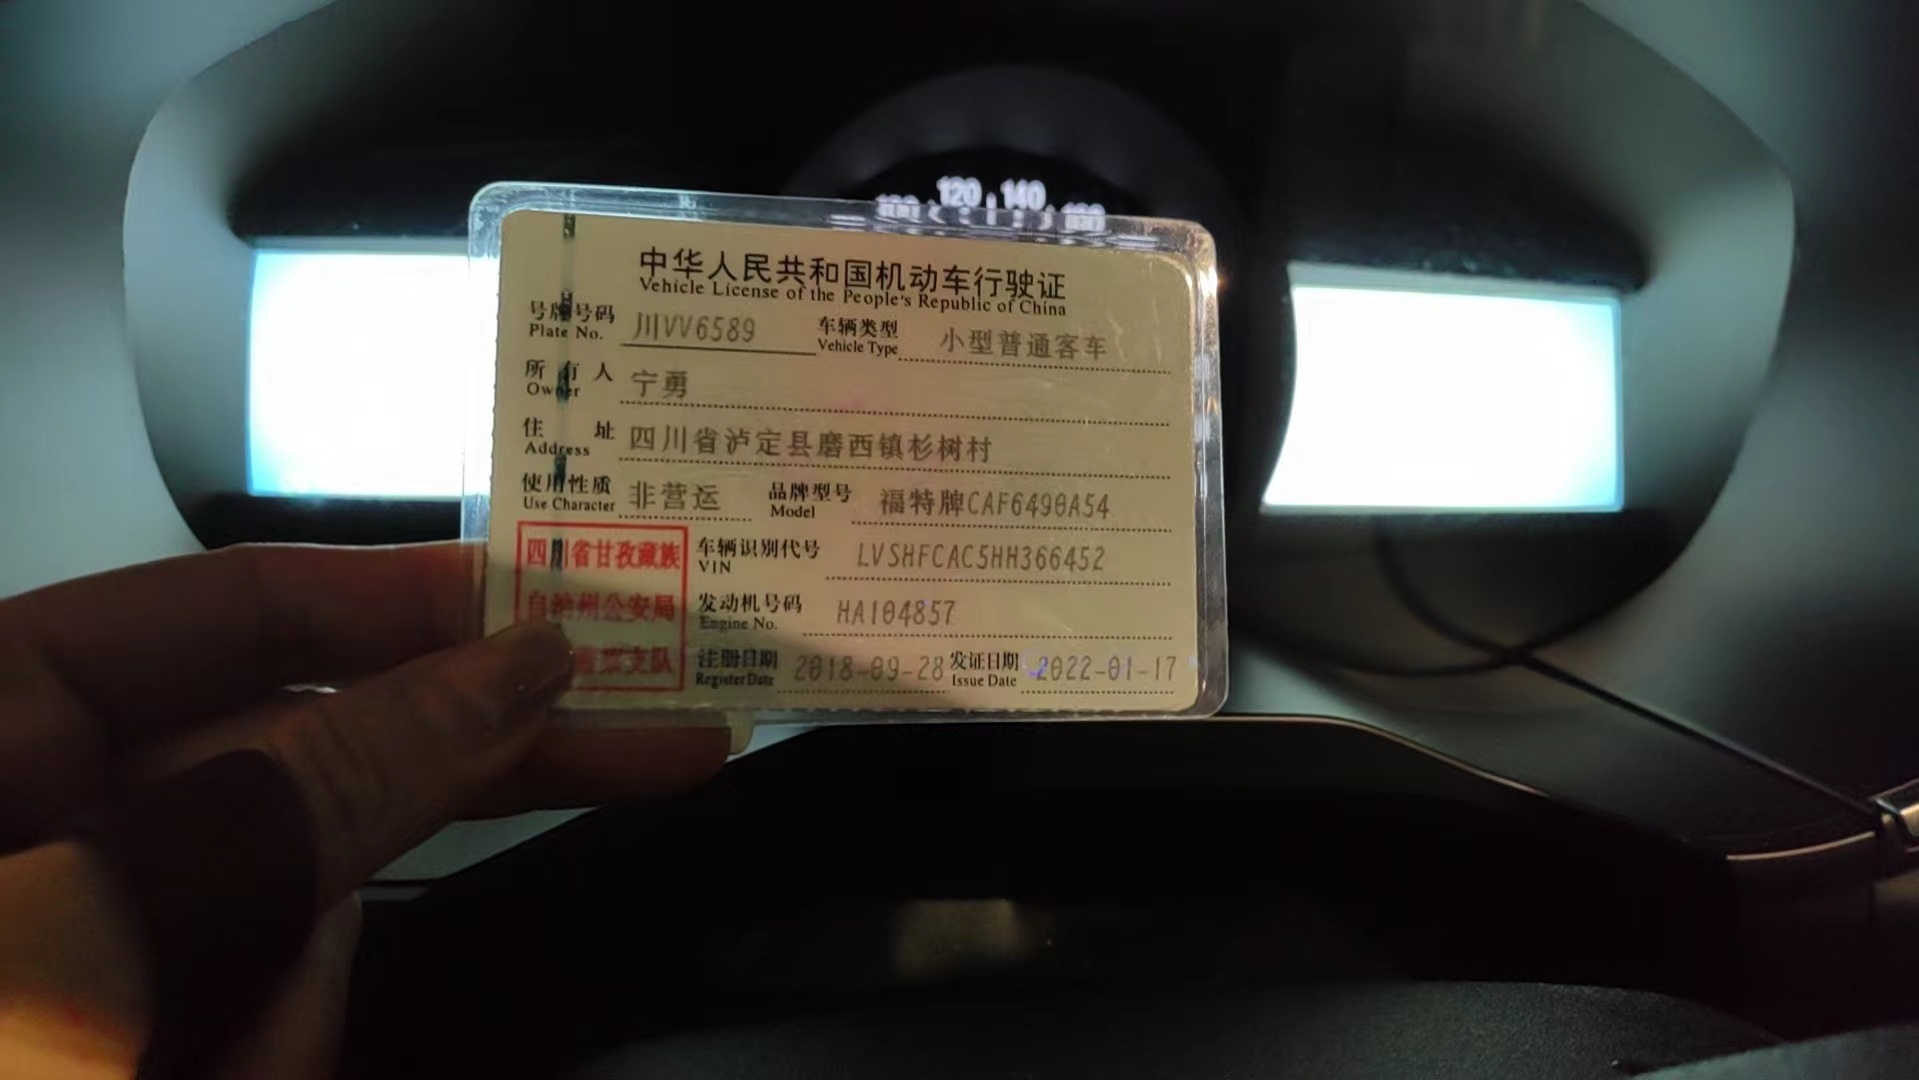 120 140
中华人民共和国机动车行驶证
Vehicle License of the People's Republic of China
号牌号码 川VV6589 车辆类型 小型普通客车
Plate No. Vehicle Type
所有人 宁勇
Owner
住址 四川省泸定县磨西镇杉树村
Address
使用性质 非营运 品牌型号 福特牌CAF6490A54
Use Character Model
四川省甘孜藏族
自治州公安局
支队
车辆识别代号 LVSHFCAC5HH366452
VIN
发动机号码 HA104857
Engine No.
注册日期 2018-09-28 发证日期 2022-01-17
Register Date Issue Date